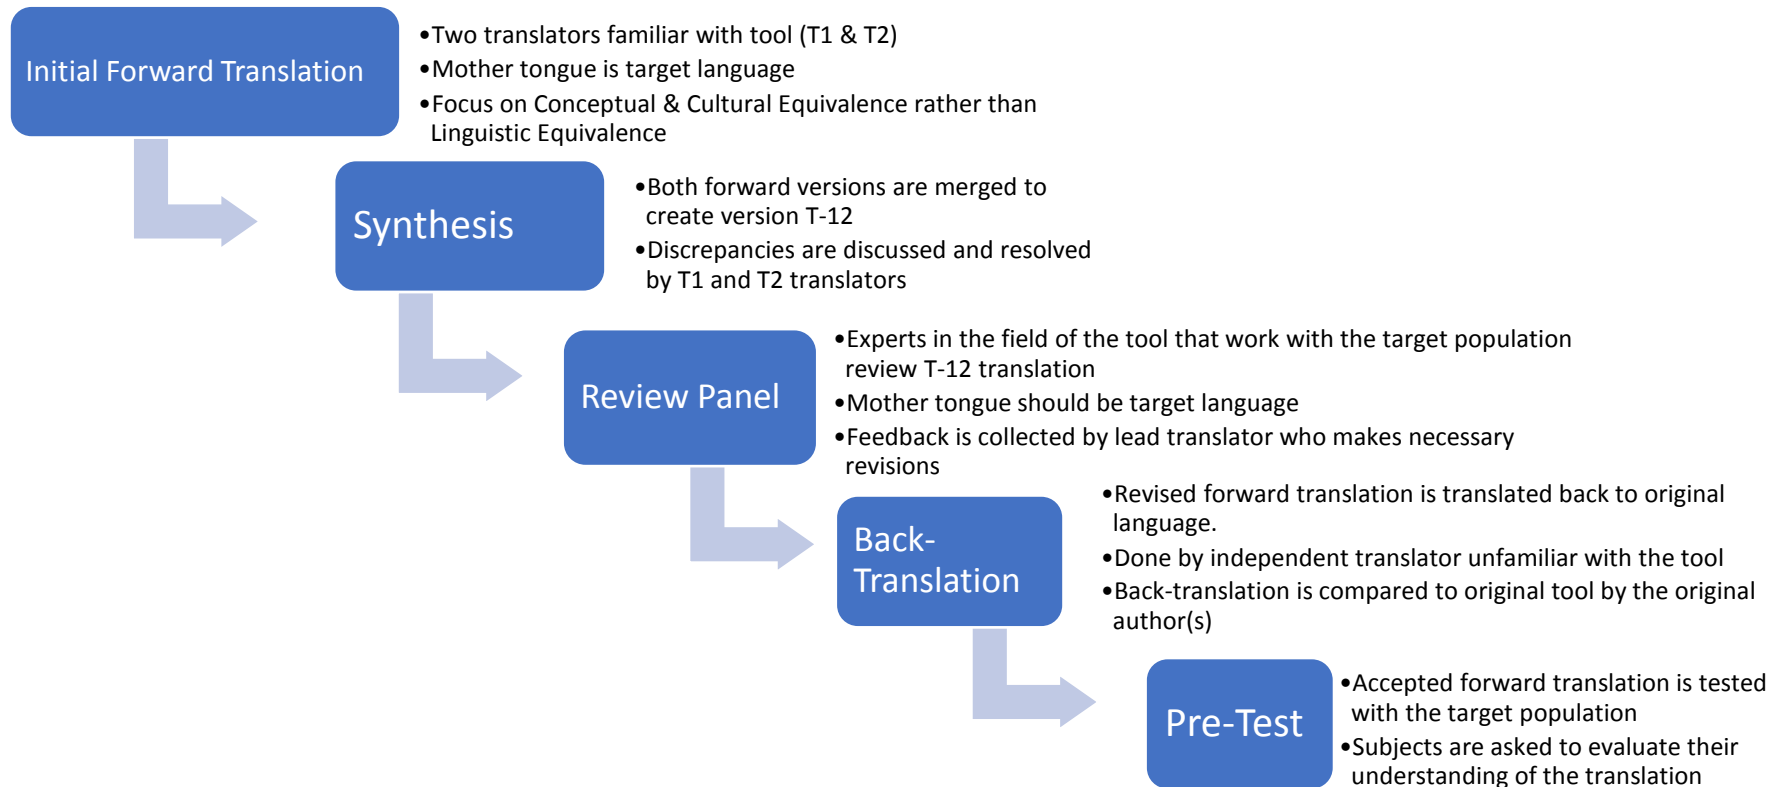 Initial Forward Translation
•Two translators familiar with tool (T1 & T2)
•Mother tongue is target language
•Focus on Conceptual & Cultural Equivalence rather than
Linguistic Equivalence
Synthesis
•Both forward versions are merged to
create version T-12
•Discrepancies are discussed and resolved
by T1 and T2 translators
Review Panel
•Experts in the field of the tool that work with the target population
review T-12 translation
•Mother tongue should be target language
•Feedback is collected by lead translator who makes necessary
revisions
Back-
Translation
•Revised forward translation is translated back to original
language.
•Done by independent translator unfamiliar with the tool
•Back-translation is compared to original tool by the original
author(s)
Pre-Test
•Accepted forward translation is tested
with the target population
•Subjects are asked to evaluate their
understanding of the translation